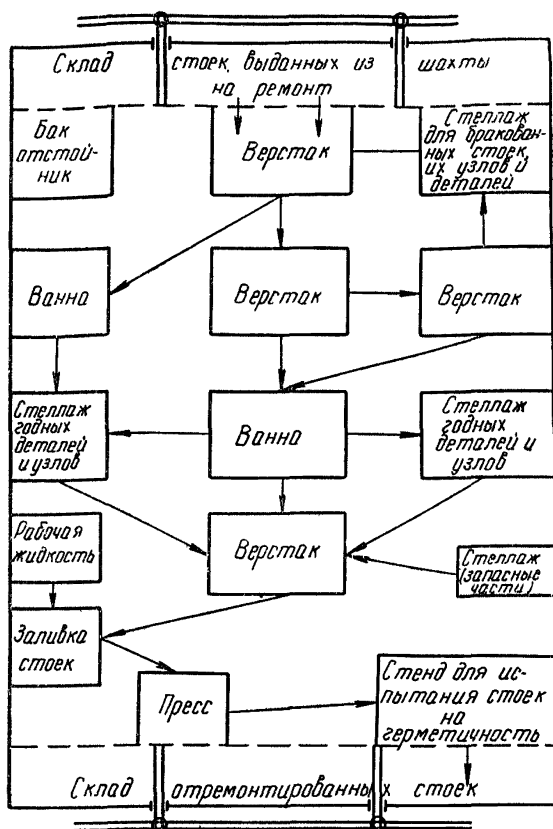 Склад стоек, выданных из шахты
на ремонт
Бак
отстой-
ник
Верстак
Стеллаж
для бракован-
ных стоек,
их узлов и
деталей
Ванна
Верстак
Верстак
Стеллаж
годных
деталей
и узлов
Ванна
Стеллаж
годных
деталей и
узлов
Рабочая
жидкость
Верстак
Стеллаж
(запасные
части)
Заливка
стоек
Пресс
Стенд для ис-
пытания стоек
на
герметичность
Склад отремонтированных стоек